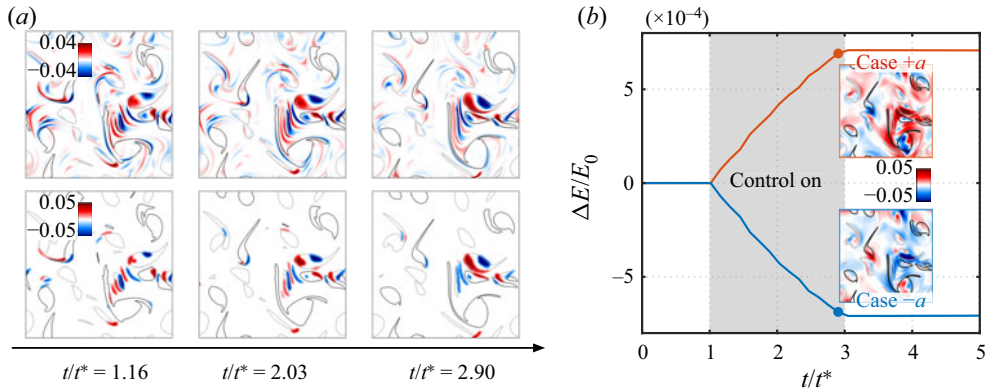 (a)
0.04
−0.04
0.05
−0.05
t/t* = 1.16
t/t* = 2.03
t/t* = 2.90
(b)
(×10⁻⁴)
5
0
−5
ΔE/E₀
Case +a
Control on
0.05
−0.05
Case −a
0 1 2 3 4 5
t/t*